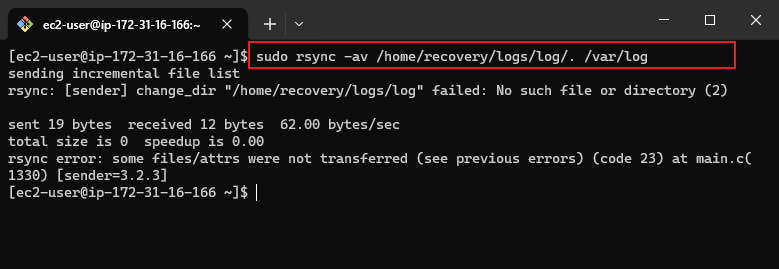 ec2-user@ip-172-31-16-166:~
[ec2-user@ip-172-31-16-166 ~]$ sudo rsync -av /home/recovery/logs/log/. /var/log
sending incremental file list
rsync: [sender] change_dir "/home/recovery/logs/log" failed: No such file or directory (2)
sent 19 bytes  received 12 bytes  62.00 bytes/sec
total size is 0  speedup is 0.00
rsync error: some files/attrs were not transferred (see previous errors) (code 23) at main.c(
1330) [sender=3.2.3]
[ec2-user@ip-172-31-16-166 ~]$